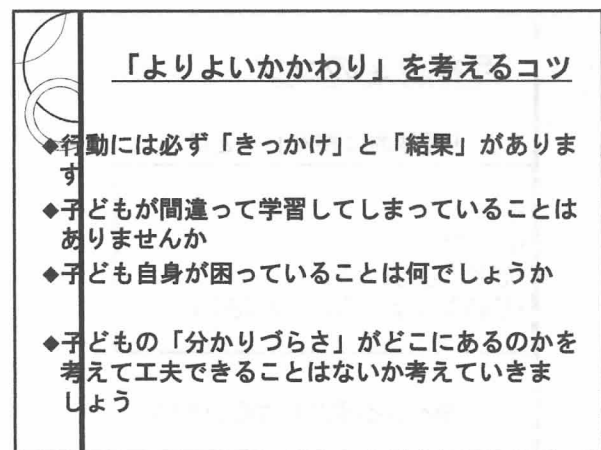 「よりよいかかわり」を考えるコツ
◆行動には必ず「きっかけ」と「結果」がありま
す
◆子どもが間違って学習してしまっていることは
ありませんか
◆子ども自身が困っていることは何でしょうか
◆子どもの「分かりづらさ」がどこにあるのかを
考えて工夫できることはないか考えていきま
しょう